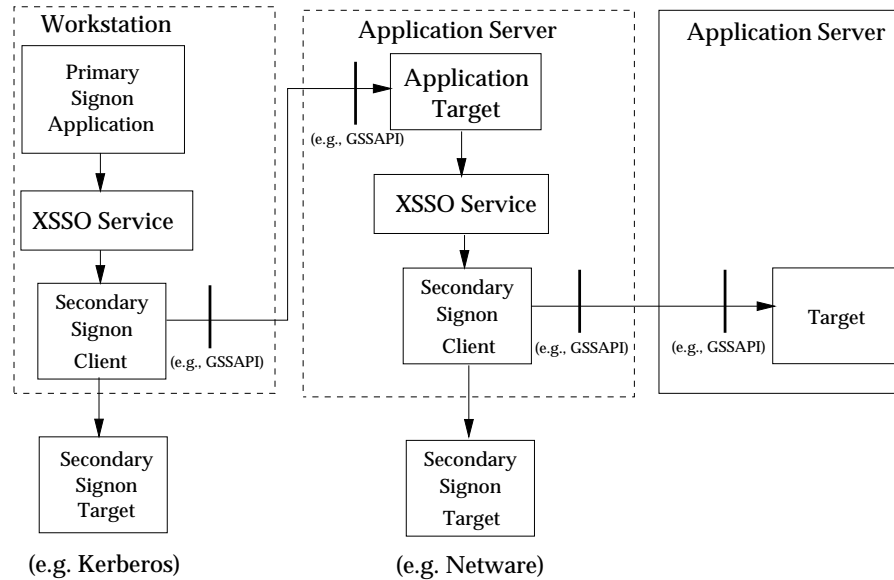 Workstation
Primary
Signon
Application
XSSO Service
Secondary
Signon
Client
(e.g., GSSAPI)
Secondary
Signon
Target
(e.g. Kerberos)
Application Server
Application
Target
(e.g., GSSAPI)
XSSO Service
Secondary
Signon
Client
(e.g., GSSAPI)
Secondary
Signon
Target
(e.g. Netware)
Application Server
(e.g., GSSAPI)
Target